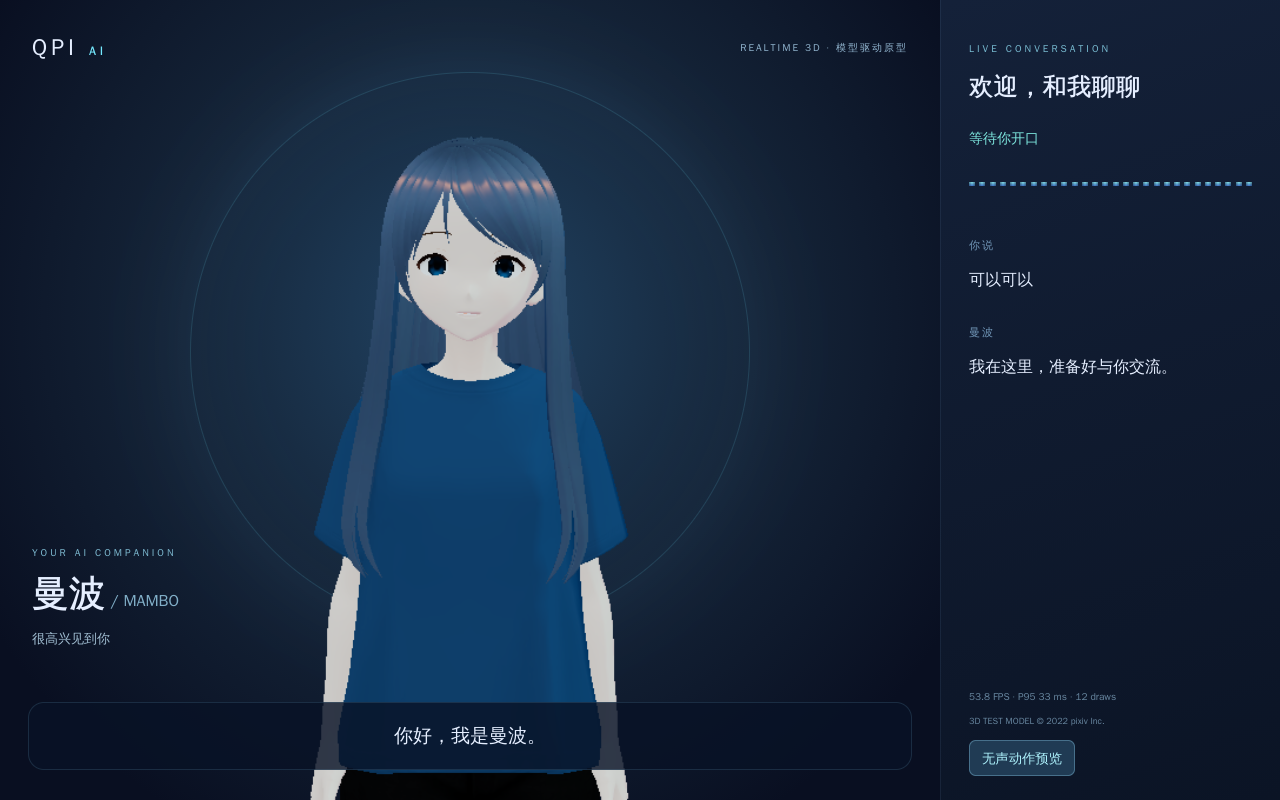 QPI AI
REALTIME 3D · 模型驱动原型
YOUR AI COMPANION
曼波 / MAMBO
很高兴见到你
你好，我是曼波。
LIVE CONVERSATION
欢迎，和我聊聊
等待你开口
你说
可以可以
曼波
我在这里，准备好与你交流。
53.8 FPS · P95 33 ms · 12 draws
3D TEST MODEL © 2022 pixiv Inc.
无声动作预览